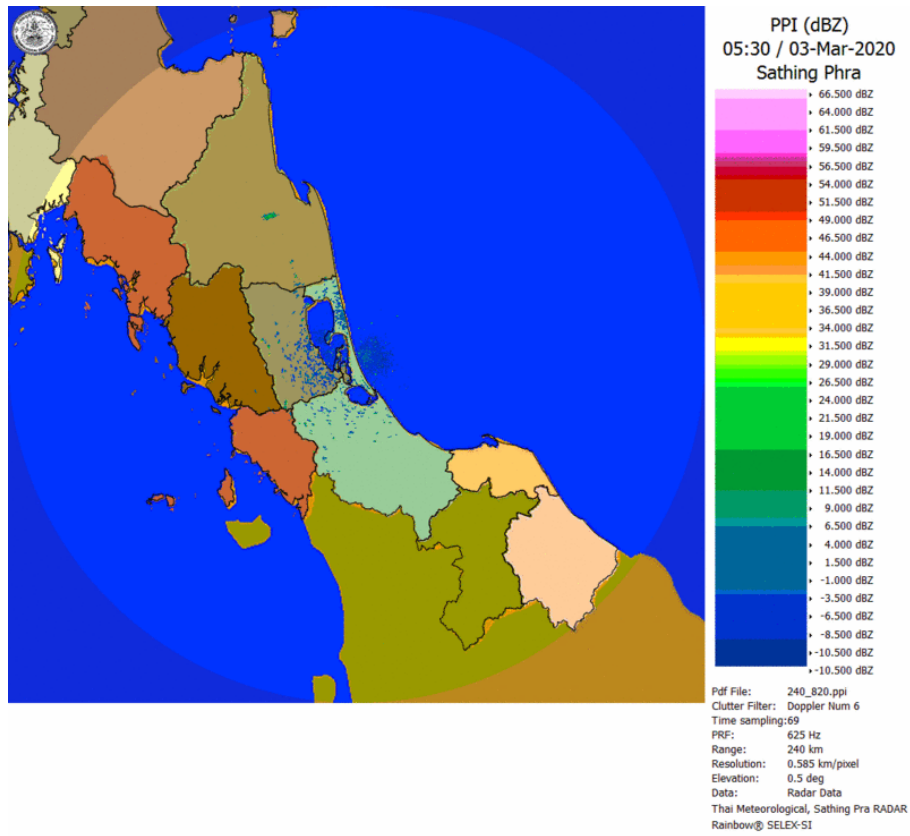 PPI (dBZ)
05:30 / 03-Mar-2020
Sathing Phra
66.500 dBZ
64.000 dBZ
61.500 dBZ
59.500 dBZ
56.500 dBZ
54.000 dBZ
51.500 dBZ
49.000 dBZ
46.500 dBZ
44.000 dBZ
41.500 dBZ
39.000 dBZ
36.500 dBZ
34.000 dBZ
31.500 dBZ
29.000 dBZ
26.500 dBZ
24.000 dBZ
21.500 dBZ
19.000 dBZ
16.500 dBZ
14.000 dBZ
11.500 dBZ
9.000 dBZ
6.500 dBZ
4.000 dBZ
1.500 dBZ
-1.000 dBZ
-3.500 dBZ
-6.500 dBZ
-8.500 dBZ
-10.500 dBZ
-10.500 dBZ
Pdf File: 240_820.ppi
Clutter Filter: Doppler Num 6
Time sampling:69
PRF: 625 Hz
Range: 240 km
Resolution: 0.585 km/pixel
Elevation: 0.5 deg
Data: Radar Data
Thai Meteorological, Sathing Pra RADAR
Rainbow® SELEX-SI